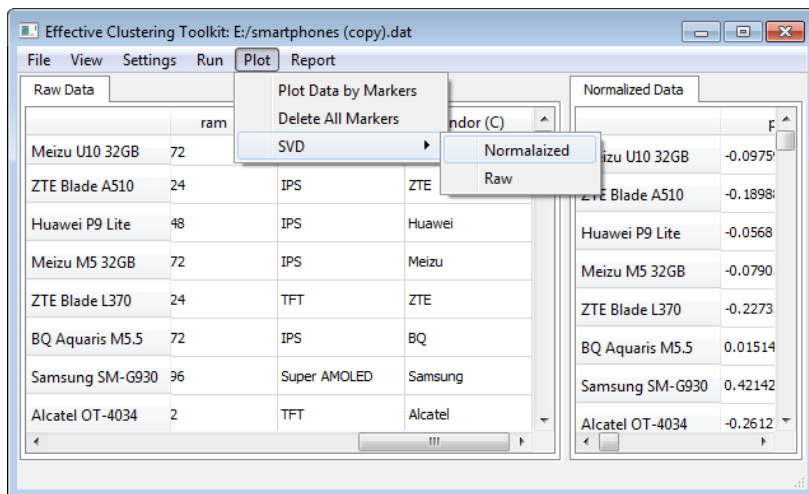 Effective Clustering Toolkit: E:/smartphones (copy).dat
File View Settings Run Plot Report
Raw Data
Plot Data by Markers
Delete All Markers
SVD
Normalaized
Raw
Normalized Data
ram
Meizu U10 32GB 72
ZTE Blade A510 24 IPS ZTE
Huawei P9 Lite 48 IPS Huawei
Meizu M5 32GB 72 IPS Meizu
ZTE Blade L370 24 TFT ZTE
BQ Aquaris M5.5 72 IPS BQ
Samsung SM-G930 96 Super AMOLED Samsung
Alcatel OT-4034 2 TFT Alcatel
ndor (C)
p
izu U10 32GB -0.0975
ZTE Blade A510 -0.1898
Huawei P9 Lite -0.0568
Meizu M5 32GB -0.0790
ZTE Blade L370 -0.2273
BQ Aquaris M5.5 0.01514
Samsung SM-G930 0.42142
Alcatel OT-4034 -0.2612